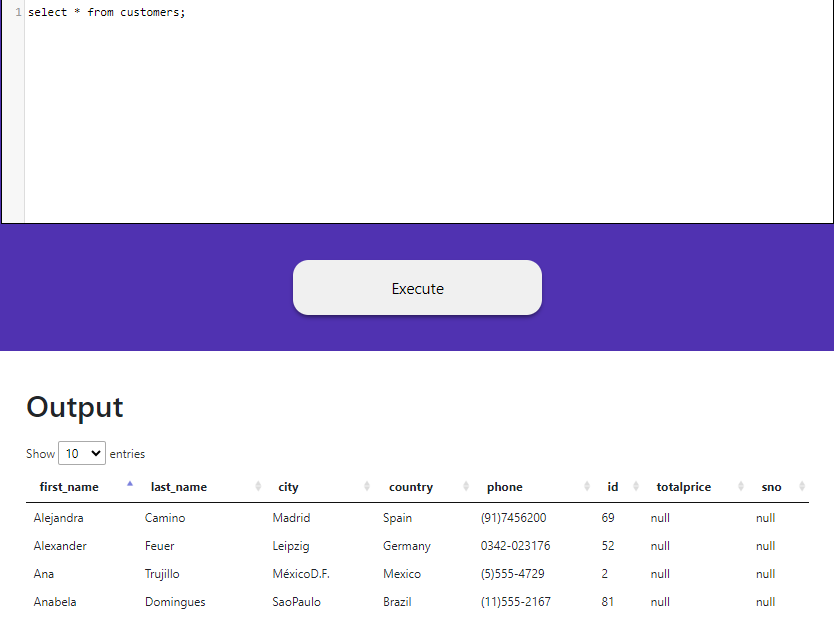 1 select * from customers;
Execute
Output
Show 10 entries
first_name last_name city country phone id totalprice sno
Alejandra Camino Madrid Spain (91)7456200 69 null null
Alexander Feuer Leipzig Germany 0342-023176 52 null null
Ana Trujillo MéxicoD.F. Mexico (5)555-4729 2 null null
Anabela Domingues SaoPaulo Brazil (11)555-2167 81 null null